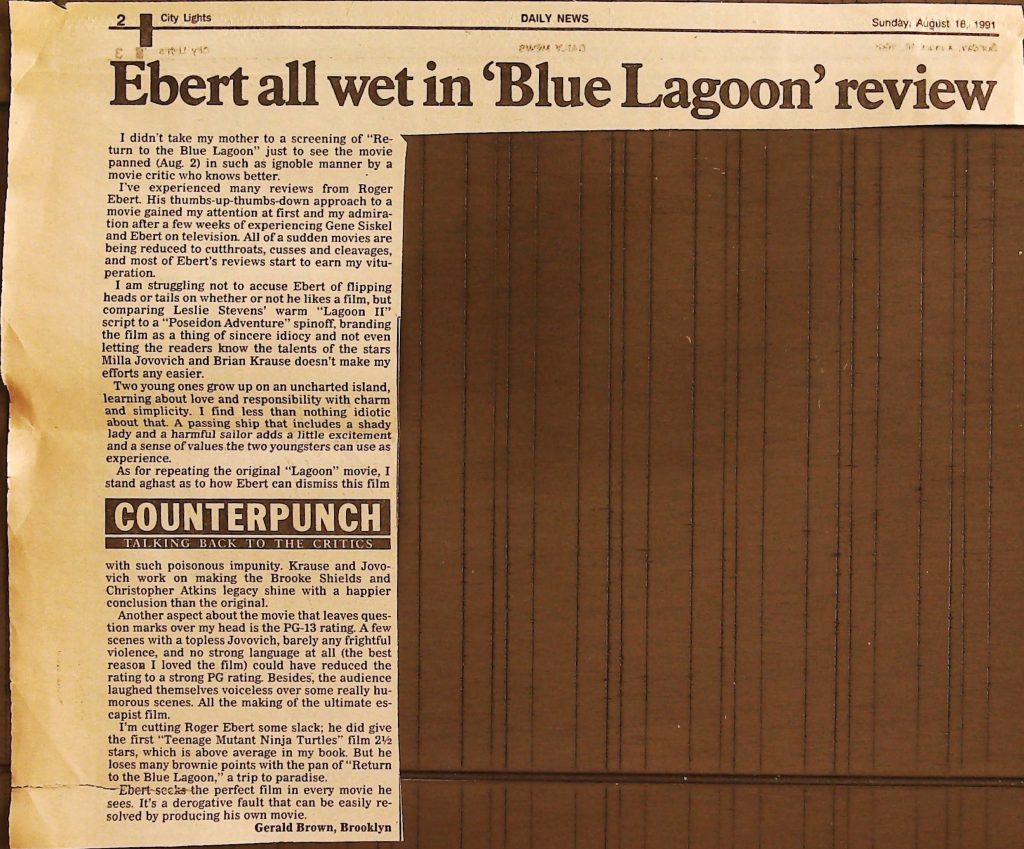 2 City Lights DAILY NEWS Sunday, August 18, 1991
Ebert all wet in ‘Blue Lagoon’ review
I didn't take my mother to a screening of "Re-
turn to the Blue Lagoon" just to see the movie
panned (Aug. 2) in such as ignoble manner by a
movie critic who knows better.
I've experienced many reviews from Roger
Ebert. His thumbs-up-thumbs-down approach to a
movie gained my attention at first and my admira-
tion after a few weeks of experiencing Gene Siskel
and Ebert on television. All of a sudden movies are
being reduced to cutthroats, cusses and cleavages,
and most of Ebert's reviews start to earn my vitu-
peration.
I am struggling not to accuse Ebert of flipping
heads or tails on whether or not he likes a film, but
comparing Leslie Stevens' warm "Lagoon II"
script to a "Poseidon Adventure" spinoff, branding
the film as a thing of sincere idiocy and not even
letting the readers know the talents of the stars
Milla Jovovich and Brian Krause doesn't make my
efforts any easier.
Two young ones grow up on an uncharted island,
learning about love and responsibility with charm
and simplicity. I find less than nothing idiotic
about that. A passing ship that includes a shady
lady and a harmful sailor adds a little excitement
and a sense of values the two youngsters can use as
experience.
As for repeating the original "Lagoon" movie, I
stand aghast as to how Ebert can dismiss this film
COUNTERPUNCH
TALKING BACK TO THE CRITICS
with such poisonous impunity. Krause and Jovo-
vich work on making the Brooke Shields and
Christopher Atkins legacy shine with a happier
conclusion than the original.
Another aspect about the movie that leaves ques-
tion marks over my head is the PG-13 rating. A few
scenes with a topless Jovovich, barely any frightful
violence, and no strong language at all (the best
reason I loved the film) could have reduced the
rating to a strong PG rating. Besides, the audience
laughed themselves voiceless over some really hu-
morous scenes. All the making of the ultimate es-
capist film.
I'm cutting Roger Ebert some slack; he did give
the first "Teenage Mutant Ninja Turtles" film 2½
stars, which is above average in my book. But he
loses many brownie points with the pan of "Return
to the Blue Lagoon," a trip to paradise.
Ebert seeks the perfect film in every movie he
sees. It's a derogative fault that can be easily re-
solved by producing his own movie.
Gerald Brown, Brooklyn